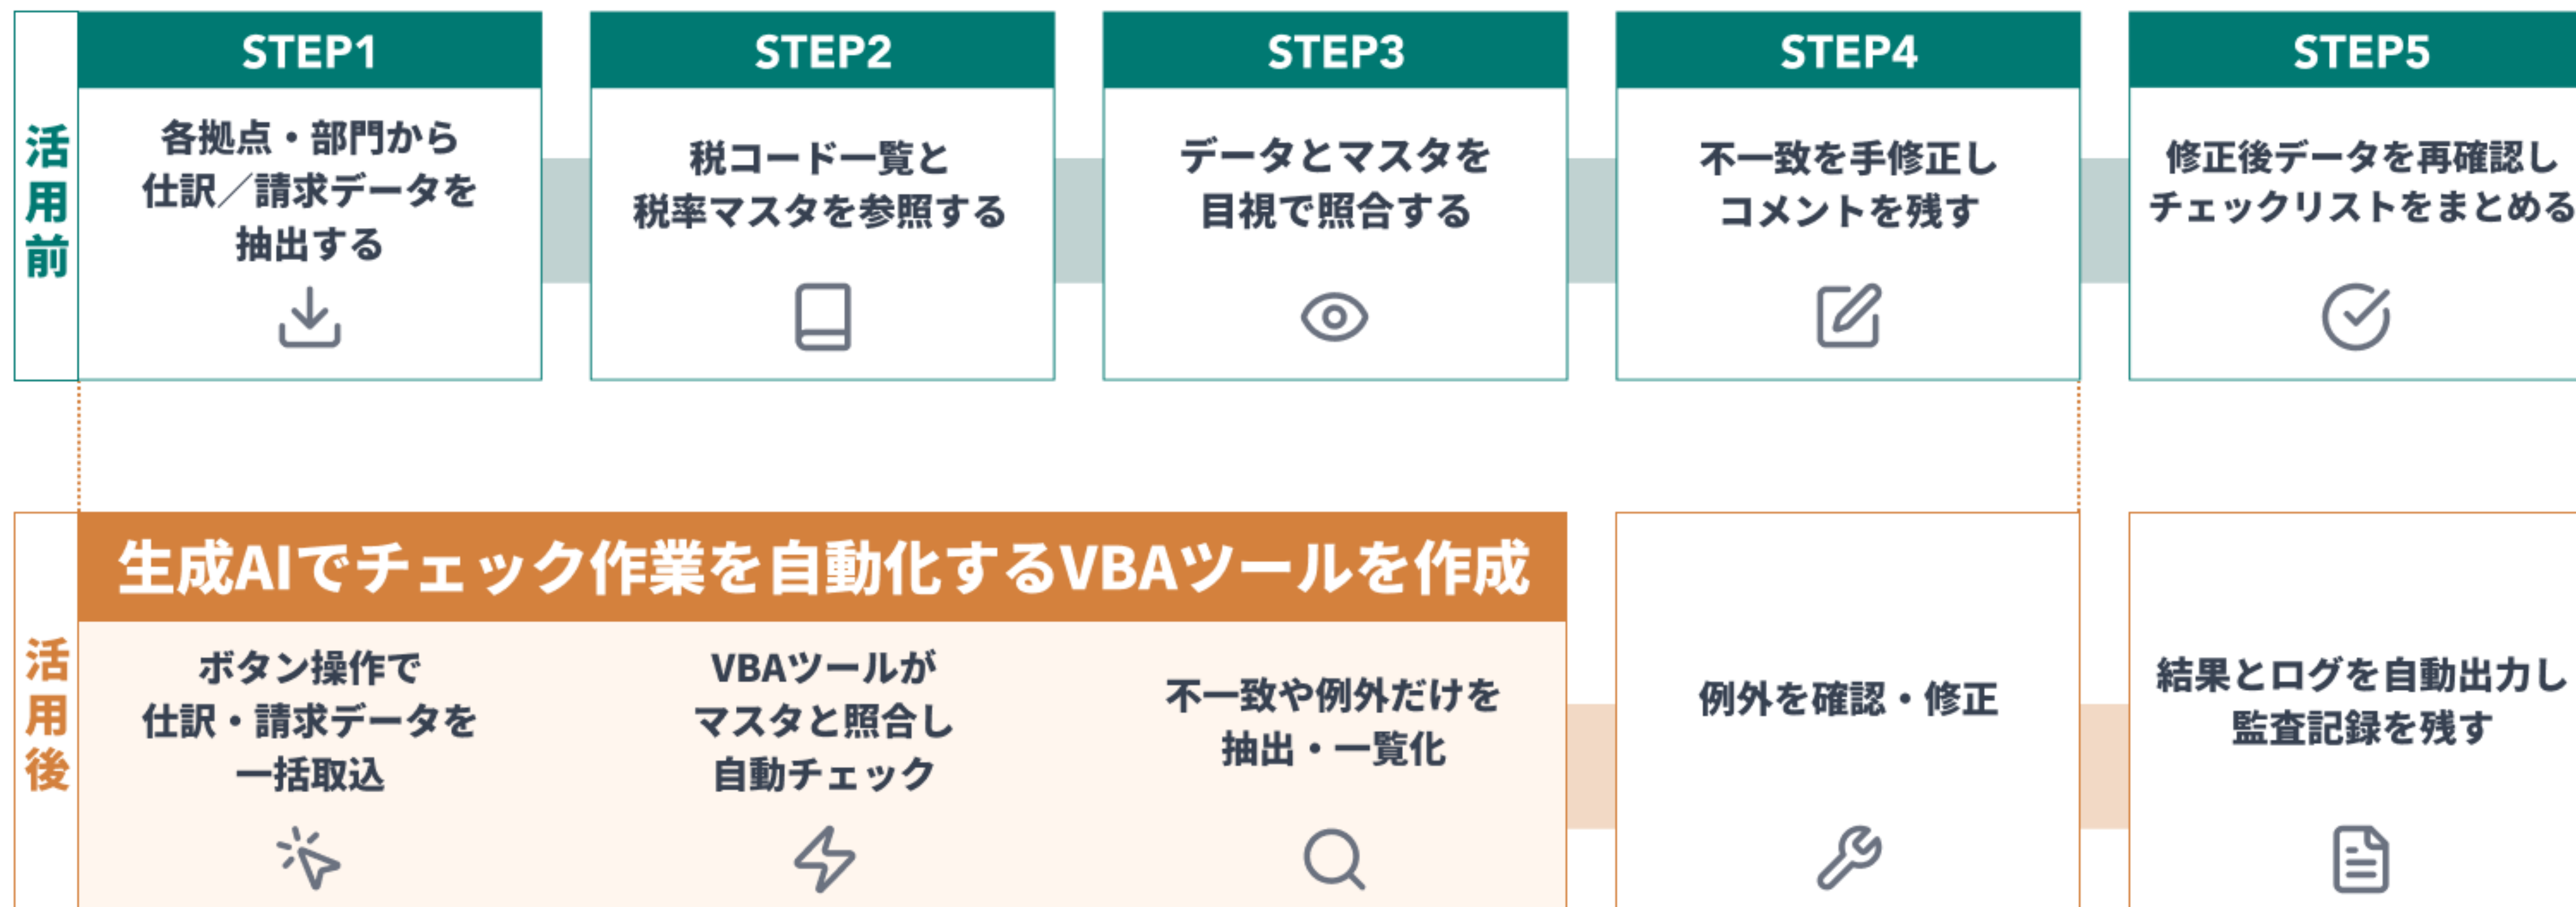 活用前
STEP1
各拠点・部門から
仕訳／請求データを
抽出する
STEP2
税コード一覧と
税率マスタを参照する
STEP3
データとマスタを
目視で照合する
STEP4
不一致を手修正し
コメントを残す
STEP5
修正後データを再確認し
チェックリストをまとめる
活用後
生成AIでチェック作業を自動化するVBAツールを作成
ボタン操作で
仕訳・請求データを
一括取込
VBAツールが
マスタと照合し
自動チェック
不一致や例外だけを
抽出・一覧化
例外を確認・修正
結果とログを自動出力し
監査記録を残す